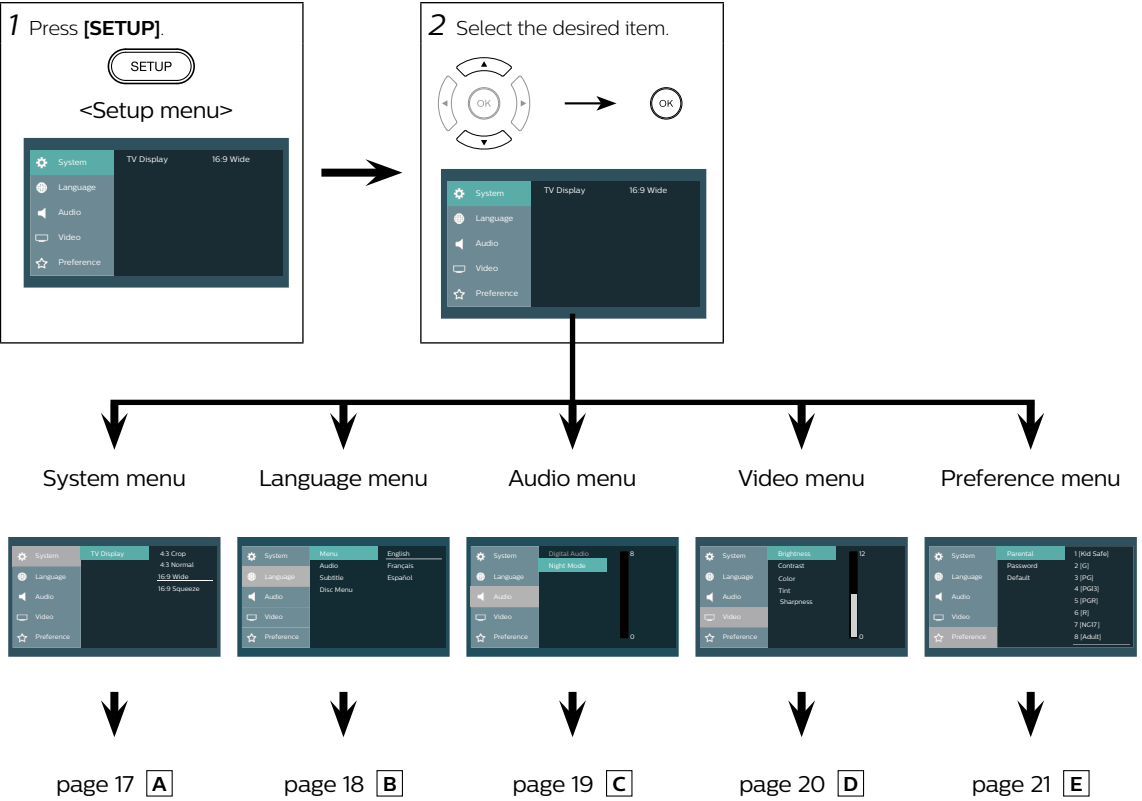 1 Press [SETUP].
SETUP
<Setup menu>
System
TV Display 16:9 Wide
Language
Audio
Video
Preference
2 Select the desired item.
OK
OK
System
TV Display 16:9 Wide
Language
Audio
Video
Preference
System menu
System
Language
Audio
Video
Preference
TV Display
4:3 Crop
4:3 Normal
16:9 Wide
16:9 Squeeze
page 17 A
Language menu
System
Language
Audio
Video
Preference
Menu
Audio
Subtitle
Disc Menu
English
Français
Español
page 18 B
Audio menu
System
Language
Audio
Video
Preference
Digital Audio
Night Mode
8
0
page 19 C
Video menu
System
Language
Audio
Video
Preference
Brightness
Contrast
Color
Tint
Sharpness
12
0
page 20 D
Preference menu
System
Language
Audio
Video
Preference
Parental
Password
Default
1 [Kid Safe]
2 [G]
3 [PG]
4 [PG13]
5 [PGR]
6 [R]
7 [NC17]
8 [Adult]
page 21 E